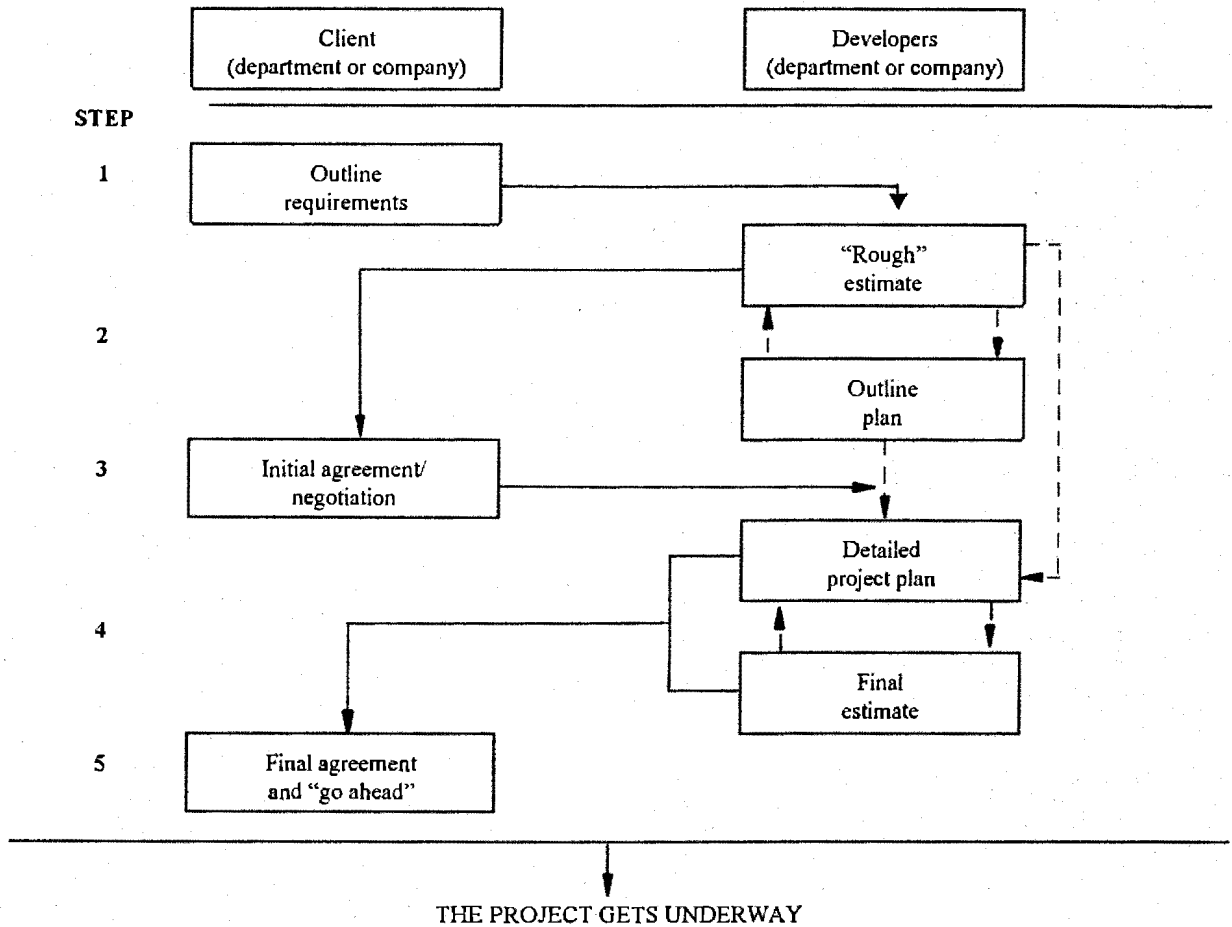 Client
(department or company)
Developers
(department or company)
STEP
1
Outline
requirements
“Rough”
estimate
2
Outline
plan
3
Initial agreement/
negotiation
Detailed
project plan
4
Final
estimate
5
Final agreement
and “go ahead”
THE PROJECT GETS UNDERWAY